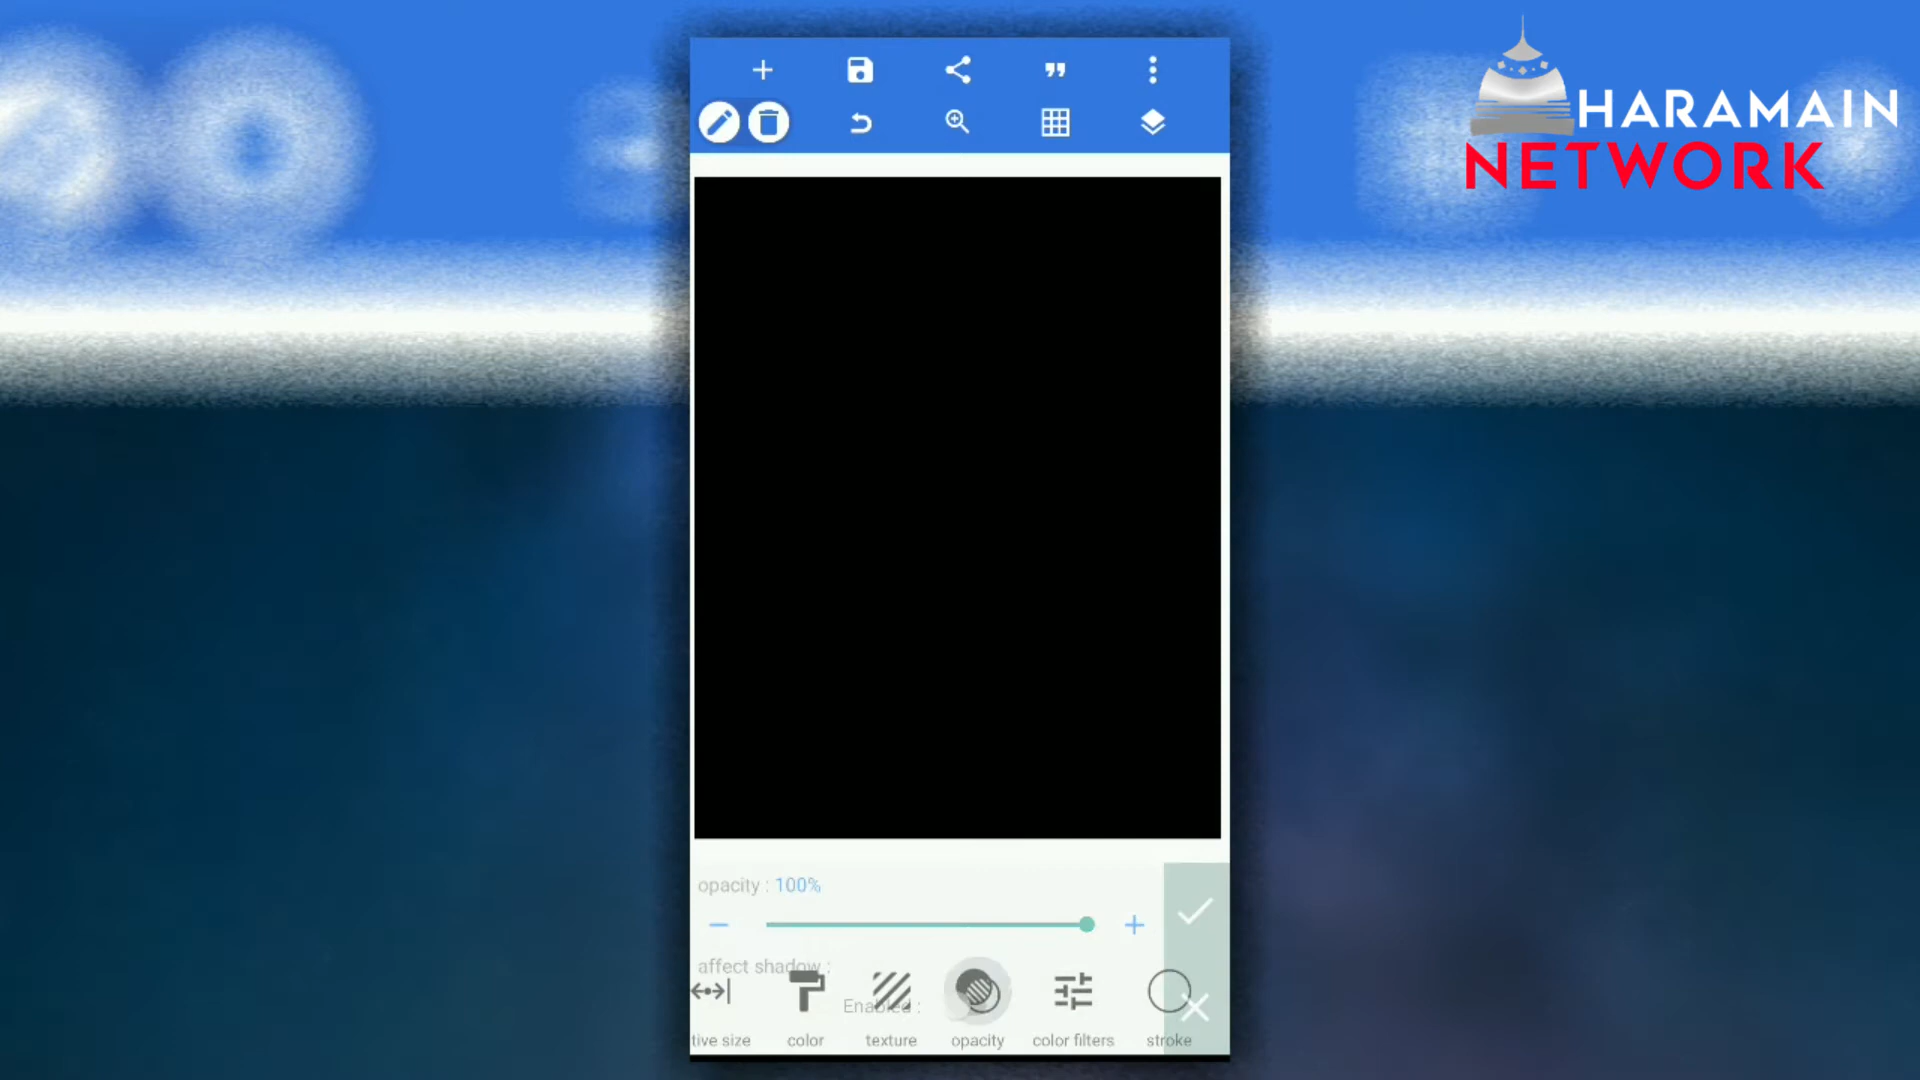 HARAMAIN
NETWORK
opacity : 100%
affect shadow :
Enabled :
tive size
color
texture
opacity
color filters
stroke